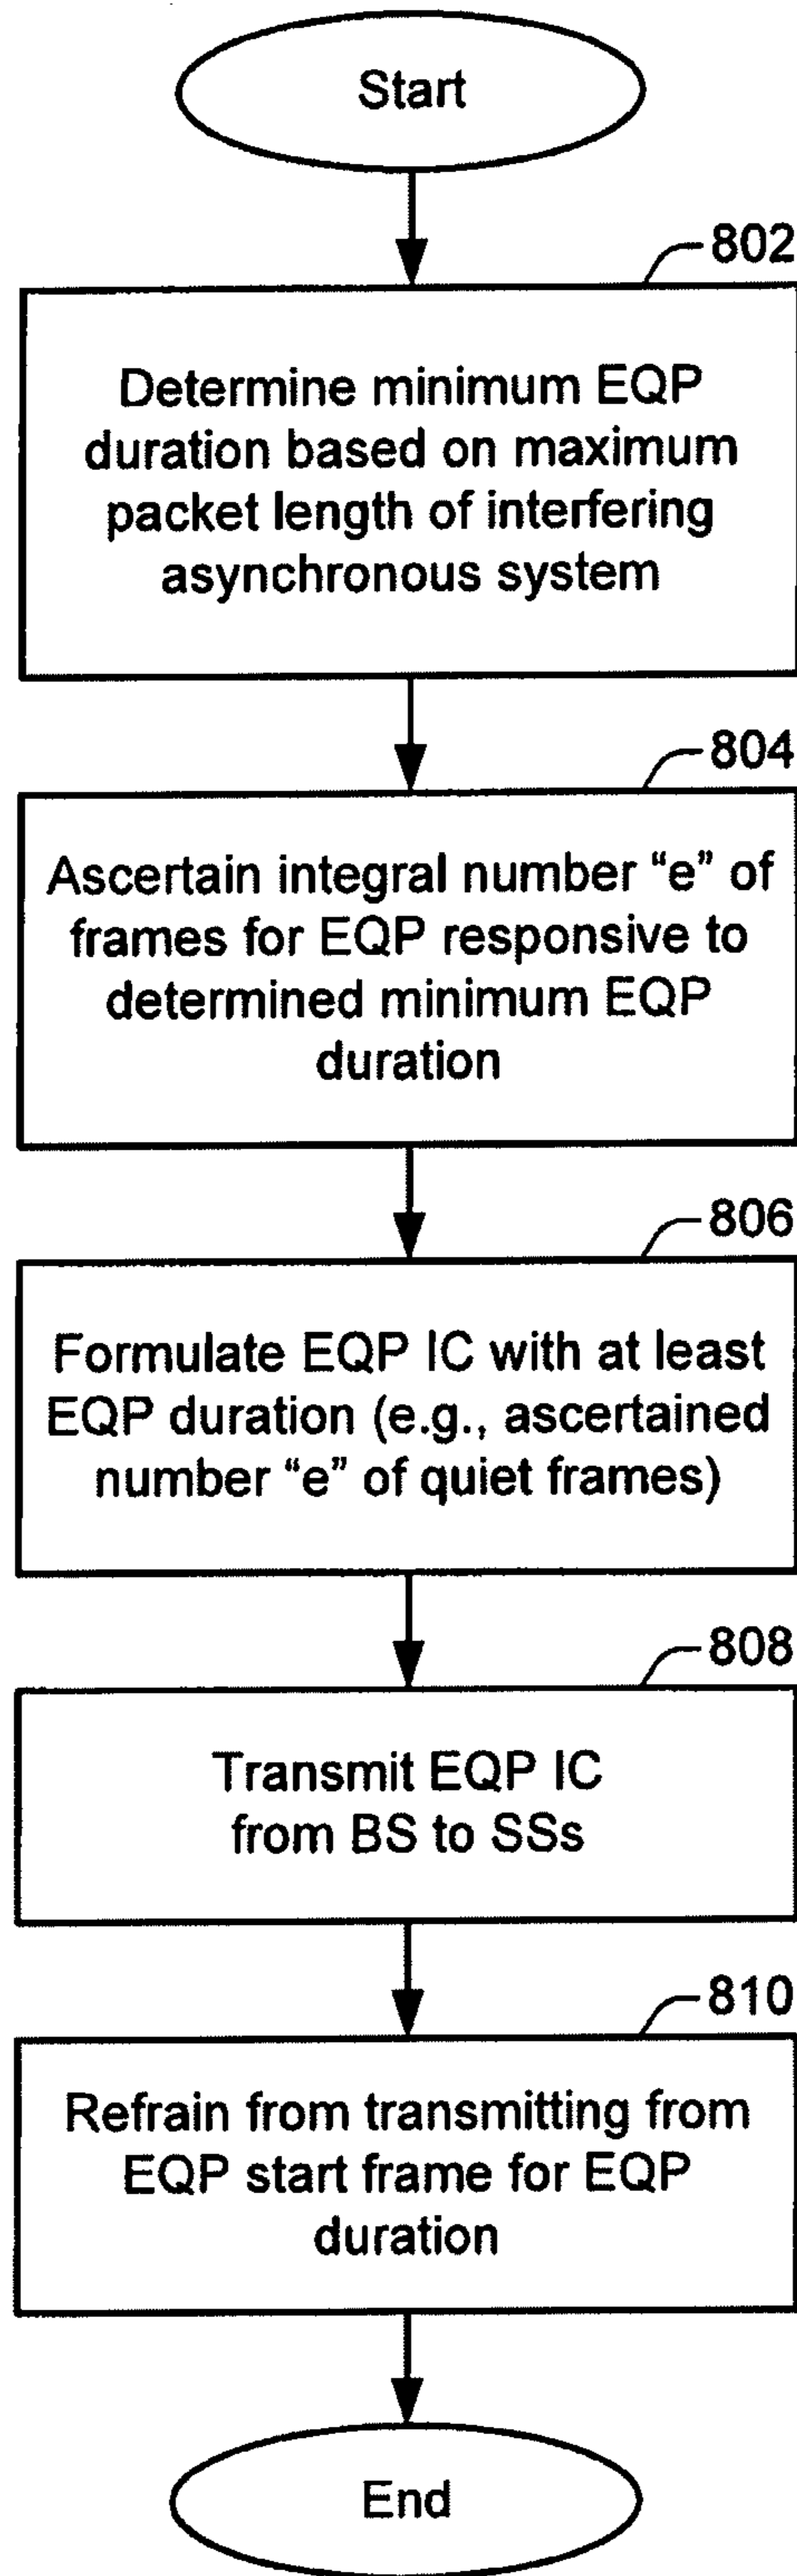 Start
802
Determine minimum EQP
duration based on maximum
packet length of interfering
asynchronous system
804
Ascertain integral number “e” of
frames for EQP responsive to
determined minimum EQP
duration
806
Formulate EQP IC with at least
EQP duration (e.g., ascertained
number “e” of quiet frames)
808
Transmit EQP IC
from BS to SSs
810
Refrain from transmitting from
EQP start frame for EQP
duration
End